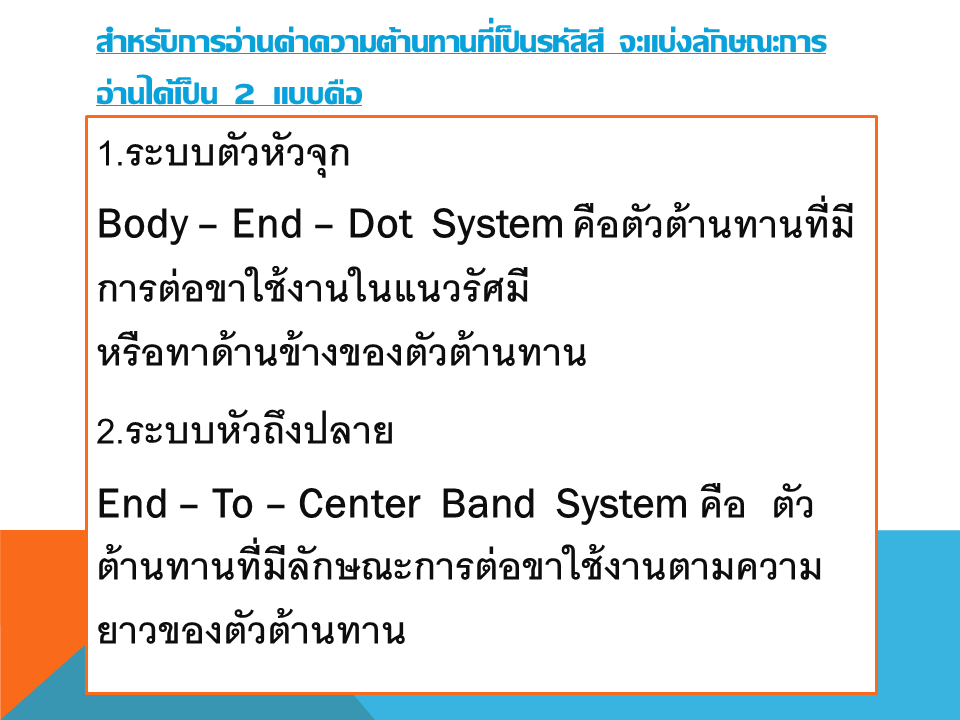 สำหรับการอ่านค่าความต้านทานที่เป็นรหัสสี จะแบ่งลักษณะการ
อ่านได้เป็น 2 แบบคือ
1.ระบบตัวหัวจุก
Body – End – Dot System คือตัวต้านทานที่มี
การต่อขาใช้งานในแนวรัศมี
หรือทาด้านข้างของตัวต้านทาน
2.ระบบหัวถึงปลาย
End – To – Center Band System คือ ตัว
ต้านทานที่มีลักษณะการต่อขาใช้งานตามความ
ยาวของตัวต้านทาน